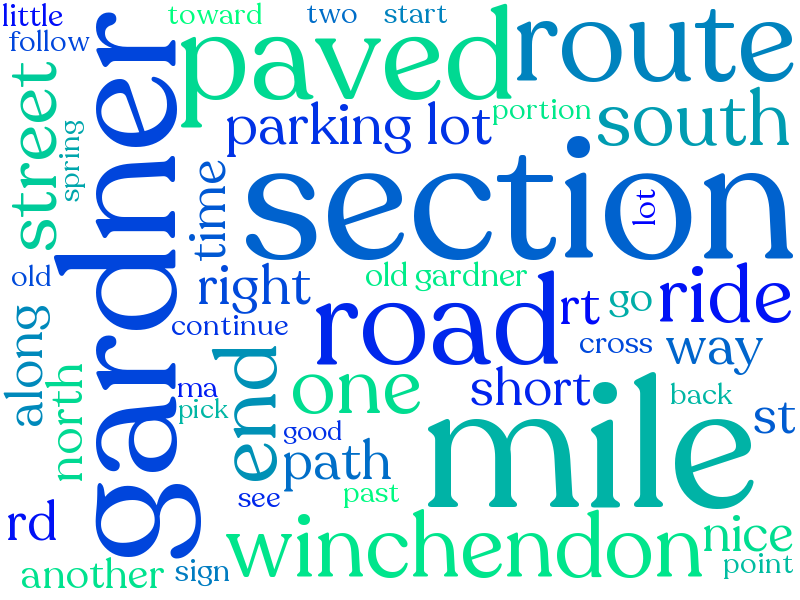 little
toward
two
start
follow
paved
route
gardner
street
spring
parking lot
portion
south
time
section
lot
old
right
old gardner
road
rt
go
ride
along
continue
cross
way
north
end
ma
pick
one
short
back
st
good
path
mile
see
past
rd
winchendon
nice
another
sign
point